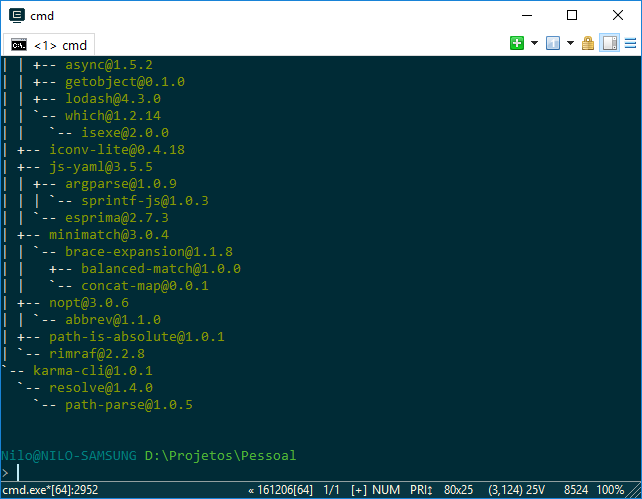 cmd
<1> cmd
| | +-- async@1.5.2
| | +-- getobject@0.1.0
| | +-- lodash@4.3.0
| | `-- which@1.2.14
| |   `-- isexe@2.0.0
| +-- iconv-lite@0.4.18
| +-- js-yaml@3.5.5
| | +-- argparse@1.0.9
| | | `-- sprintf-js@1.0.3
| | `-- esprima@2.7.3
| +-- minimatch@3.0.4
| | `-- brace-expansion@1.1.8
| |   +-- balanced-match@1.0.0
| |   `-- concat-map@0.0.1
| +-- nopt@3.0.6
| | `-- abbrev@1.1.0
| +-- path-is-absolute@1.0.1
| `-- rimraf@2.2.8
`-- karma-cli@1.0.1
  `-- resolve@1.4.0
    `-- path-parse@1.0.5
Nilo@NILO-SAMSUNG D:\Projetos\Pessoal
>
cmd.exe*[64]:2952 « 161206[64] 1/1 [+] NUM PRI↕ 80x25 (3,124) 25V 8524 100%